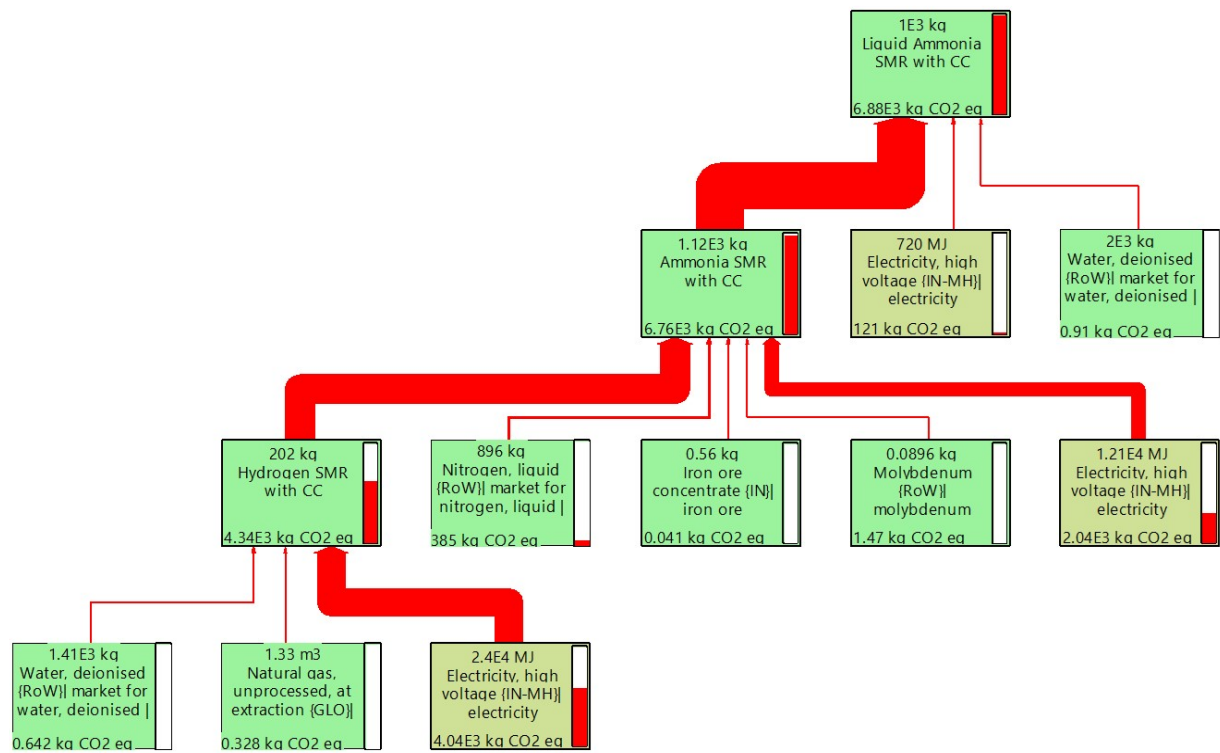 1E3 kg
Liquid Ammonia
SMR with CC
6.88E3 kg CO2 eq
1.12E3 kg
Ammonia SMR
with CC
6.76E3 kg CO2 eq
720 MJ
Electricity, high
voltage {IN-MH}|
electricity
121 kg CO2 eq
2E3 kg
Water, deionised
{RoW}| market for
water, deionised |
0.91 kg CO2 eq
202 kg
Hydrogen SMR
with CC
4.34E3 kg CO2 eq
896 kg
Nitrogen, liquid
{RoW}| market for
nitrogen, liquid |
385 kg CO2 eq
0.56 kg
Iron ore
concentrate {IN}|
iron ore
0.041 kg CO2 eq
0.0896 kg
Molybdenum
{RoW}|
molybdenum
1.47 kg CO2 eq
1.21E4 MJ
Electricity, high
voltage {IN-MH}|
electricity
2.04E3 kg CO2 eq
1.41E3 kg
Water, deionised
{RoW}| market for
water, deionised |
0.642 kg CO2 eq
1.33 m3
Natural gas,
unprocessed, at
extraction {GLO}|
0.328 kg CO2 eq
2.4E4 MJ
Electricity, high
voltage {IN-MH}|
electricity
4.04E3 kg CO2 eq